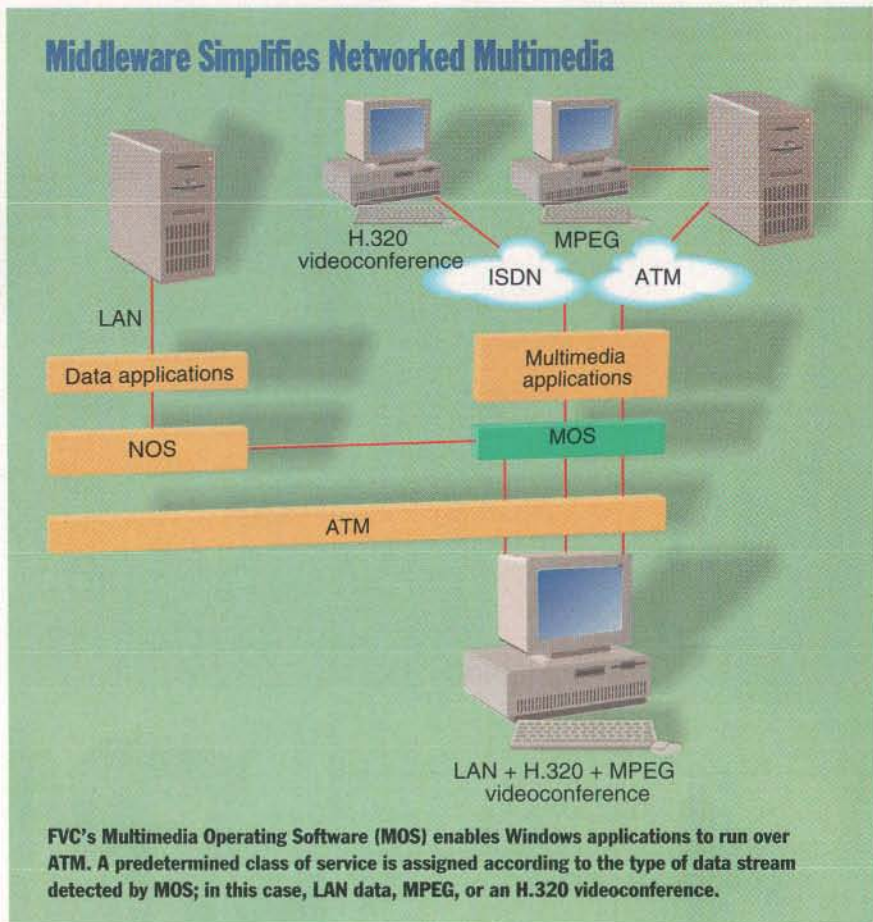 Middleware Simplifies Networked Multimedia
H.320
videoconference
MPEG
ISDN
ATM
LAN
Data applications
Multimedia
applications
NOS
MOS
ATM
LAN + H.320 + MPEG
videoconference
FVC's Multimedia Operating Software (MOS) enables Windows applications to run over
ATM. A predetermined class of service is assigned according to the type of data stream
detected by MOS; in this case, LAN data, MPEG, or an H.320 videoconference.